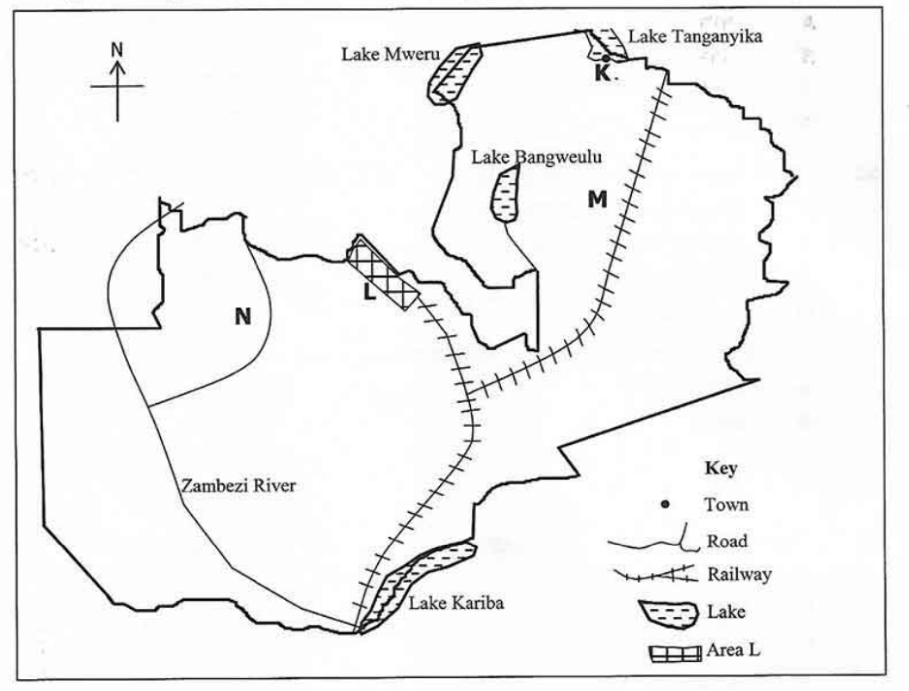 N
Lake Mweru
Lake Tanganyika
K.
Lake Bangweulu
M
L
N
Zambezi River
Lake Kariba
Key
Town
Road
Railway
Lake
Area L